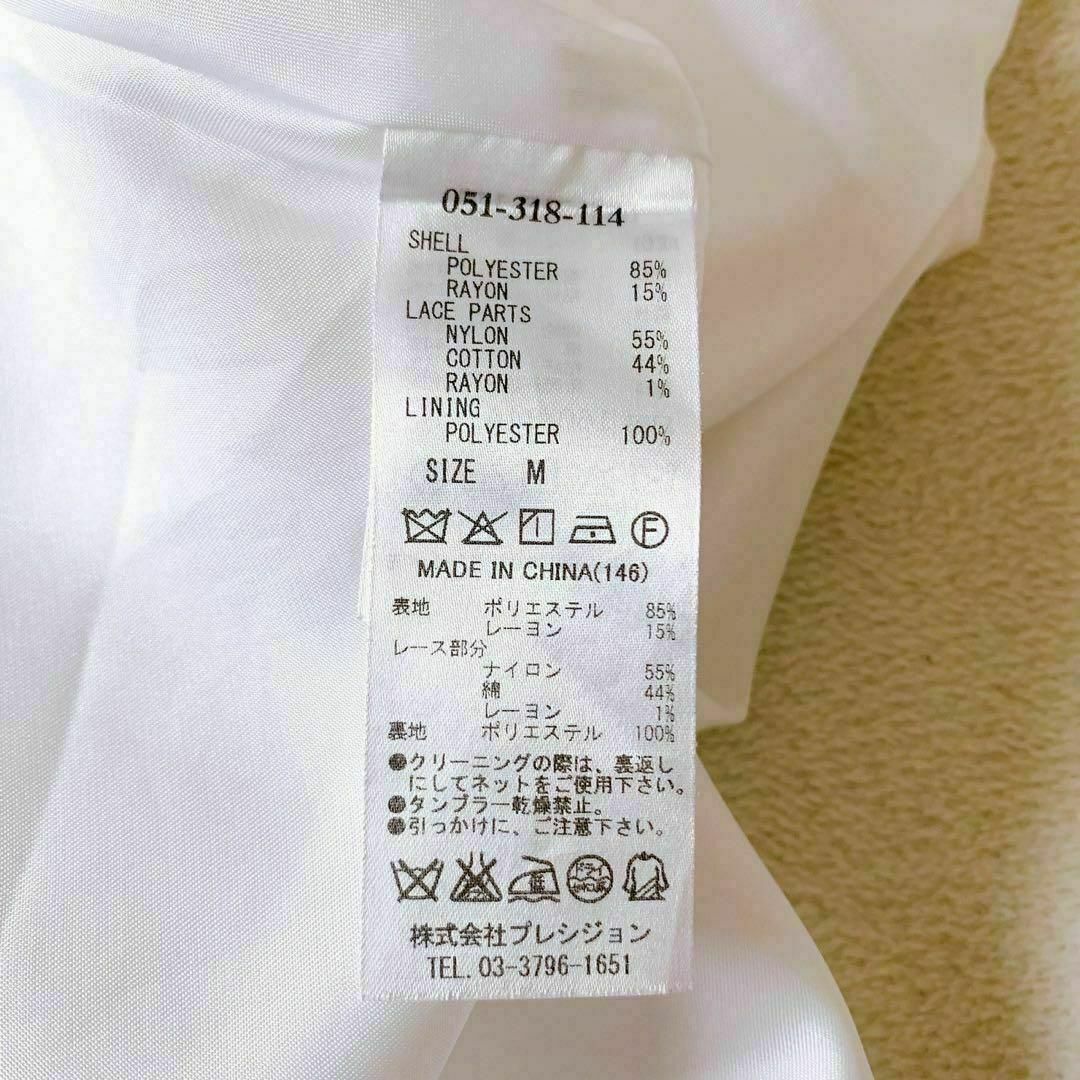 051-318-114
SHELL
POLYESTER 85%
RAYON 15%
LACE PARTS
NYLON 55%
COTTON 44%
RAYON 1%
LINING
POLYESTER 100%
SIZE M
F
MADE IN CHINA(146)
表地 ポリエステル 85%
レーヨン 15%
レース部分
ナイロン 55%
綿 44%
レーヨン 1%
裏地 ポリエステル 100%
●クリーニングの際は、裏返し
にしてネットをご使用下さい。
●タンブラー乾燥禁止。
●引っかけに、ご注意下さい。
低 ドライ
株式会社プレシジョン
TEL. 03-3796-1651